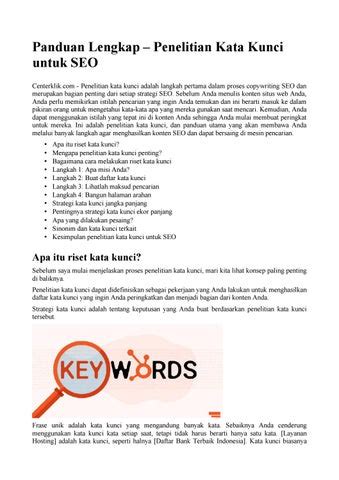 Panduan Lengkap – Penelitian Kata Kunci
untuk SEO
Centerklik.com - Penelitian kata kunci adalah langkah pertama dalam proses copywriting SEO dan
merupakan bagian penting dari setiap strategi SEO. Sebelum Anda menulis konten situs web Anda,
Anda perlu memikirkan istilah pencarian yang ingin Anda temukan dan ini berarti masuk ke dalam
pikiran orang untuk mengetahui kata-kata apa yang mereka gunakan saat mencari. Kemudian, Anda
dapat menggunakan istilah yang tepat ini di konten Anda sehingga Anda mulai membuat peringkat
untuk mereka. Ini adalah penelitian kata kunci, dan panduan utama yang akan membawa Anda
melalui banyak langkah agar menghasilkan konten SEO dan dapat bersaing di mesin pencarian.
• Apa itu riset kata kunci?
• Mengapa penelitian kata kunci penting?
• Bagaimana cara melakukan riset kata kunci
• Langkah 1: Apa misi Anda?
• Langkah 2: Buat daftar kata kunci
• Langkah 3: Lihatlah maksud pencarian
• Langkah 4: Bangun halaman arahan
• Strategi kata kunci jangka panjang
• Pentingnya strategi kata kunci ekor panjang
• Apa yang dilakukan pesaing?
• Sinonim dan kata kunci terkait
• Kesimpulan penelitian kata kunci untuk SEO
Apa itu riset kata kunci?
Sebelum saya mulai menjelaskan proses penelitian kata kunci, mari kita lihat konsep paling penting
di baliknya.
Penelitian kata kunci dapat didefinisikan sebagai pekerjaan yang Anda lakukan untuk menghasilkan
daftar kata kunci yang ingin Anda peringkatkan dan menjadi bagian dari konten Anda.
Strategi kata kunci adalah tentang keputusan yang Anda buat berdasarkan penelitian kata kunci
tersebut.
KEYWORDS
Frase unik adalah kata kunci yang mengandung banyak kata. Sebaiknya Anda cenderung
menggunakan kata kunci kata setiap saat, tetapi tidak harus berarti hanya satu kata. [Layanan
Hosting] adalah kata kunci, seperti halnya [Daftar Bank Terbaik Indonesia]. Kata kunci biasanya